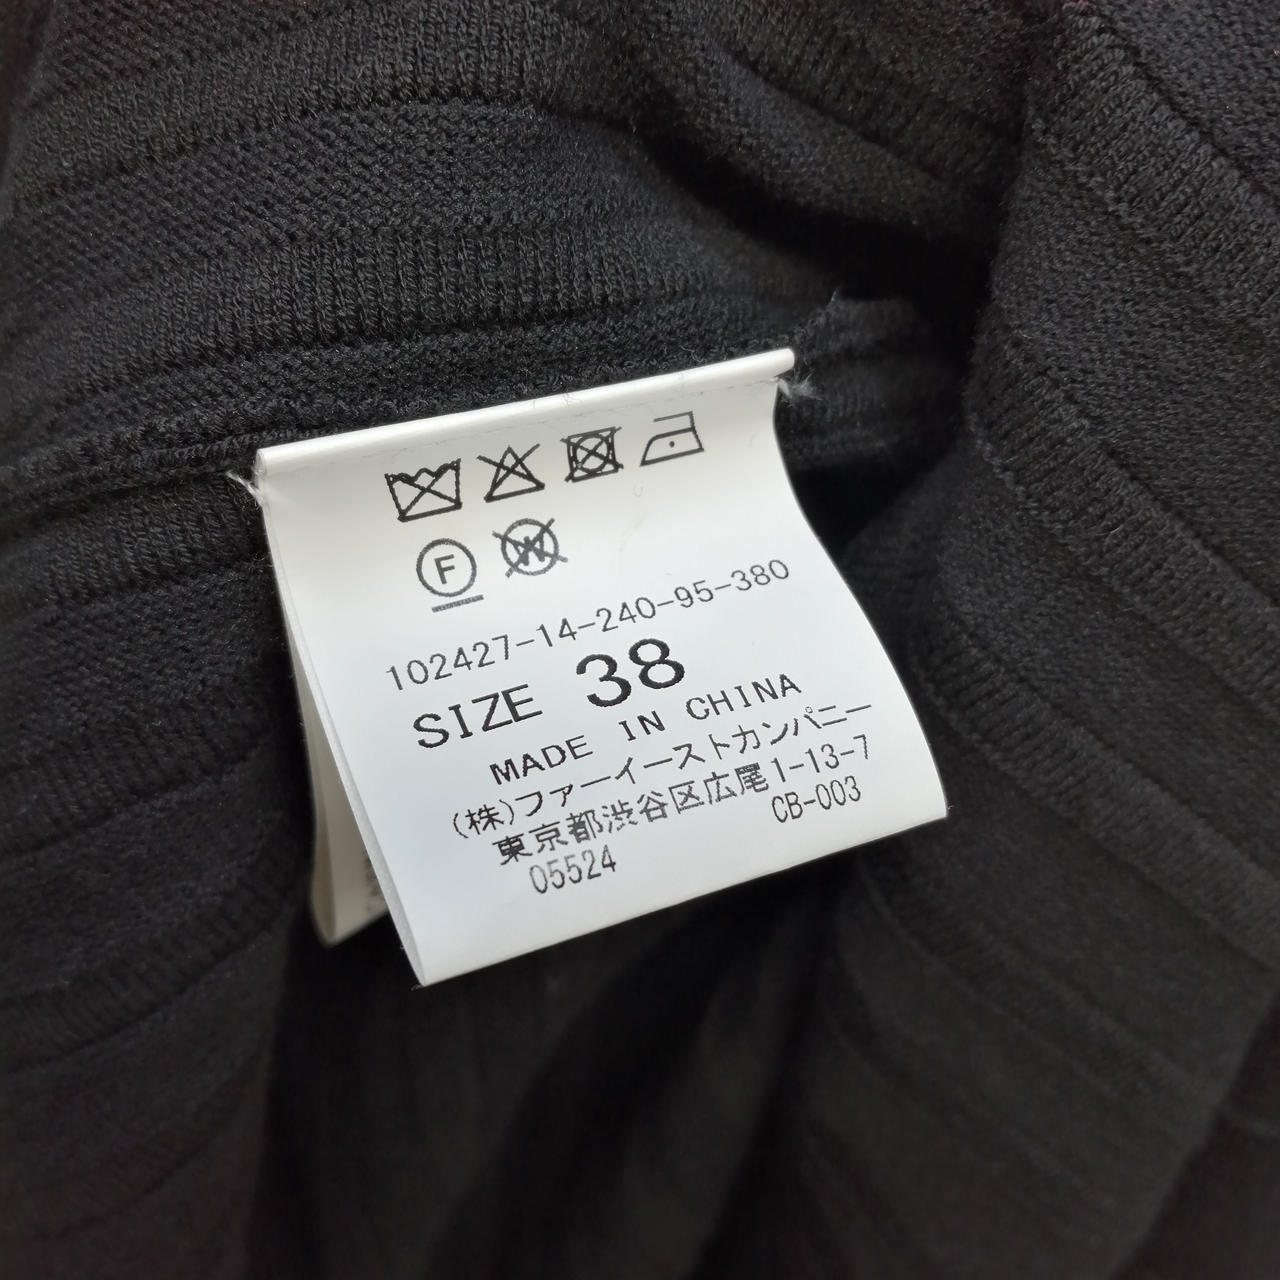 F
W
102427-14-240-95-380
SIZE 38
MADE IN CHINA
(株)ファーイーストカンパニー
東京都渋谷区広尾1-13-7
05524 CB-003